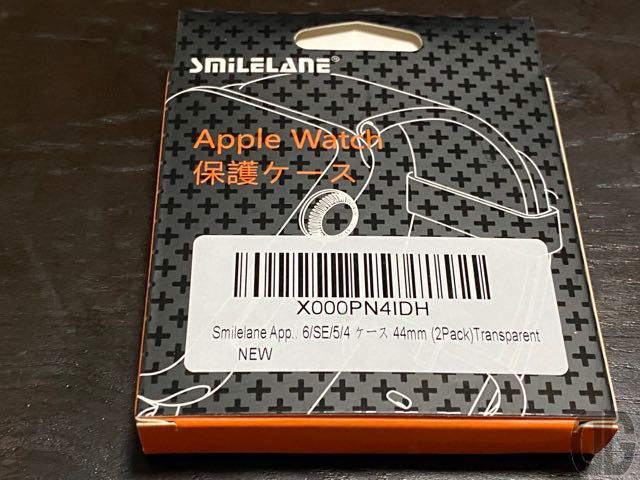 SMILELANE®
Apple Watch
保護ケース
X000PN4IDH
Smilelane App.. 6/SE/5/4 ケース 44mm (2Pack)Transparent
NEW